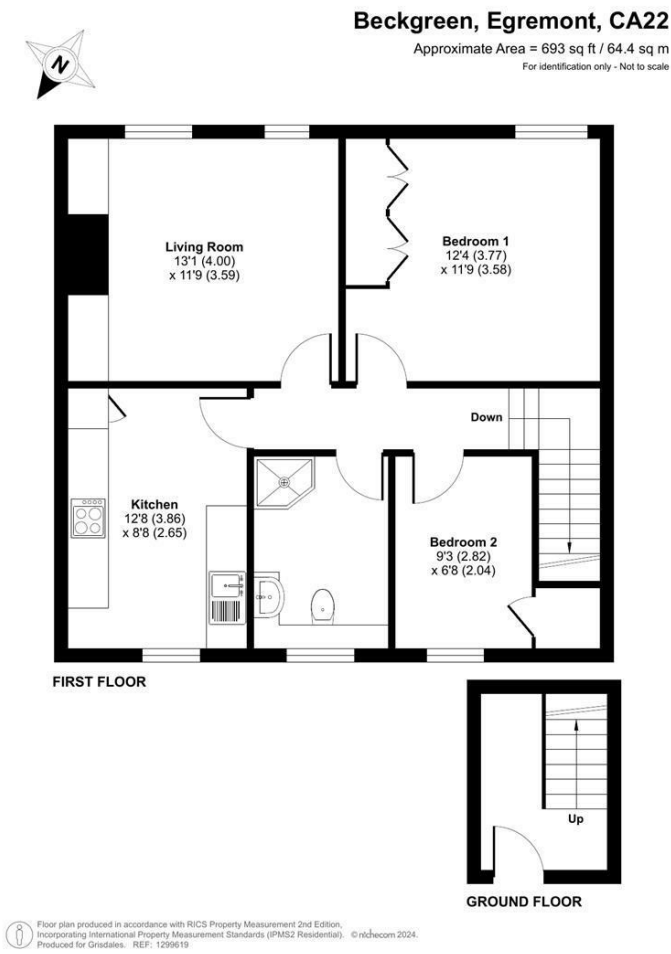 Beckgreen, Egremont, CA22
Approximate Area = 693 sq ft / 64.4 sq m
For identification only - Not to scale
N
Living Room
13'1 (4.00)
x 11'9 (3.59)
Bedroom 1
12'4 (3.77)
x 11'9 (3.58)
Down
Kitchen
12'8 (3.86)
x 8'8 (2.65)
Bedroom 2
9'3 (2.82)
x 6'8 (2.04)
FIRST FLOOR
Up
GROUND FLOOR
Floor plan produced in accordance with RICS Property Measurement 2nd Edition,
Incorporating International Property Measurement Standards (IPMS2 Residential). © nichecom 2024.
Produced for Grisdales. REF: 1299619